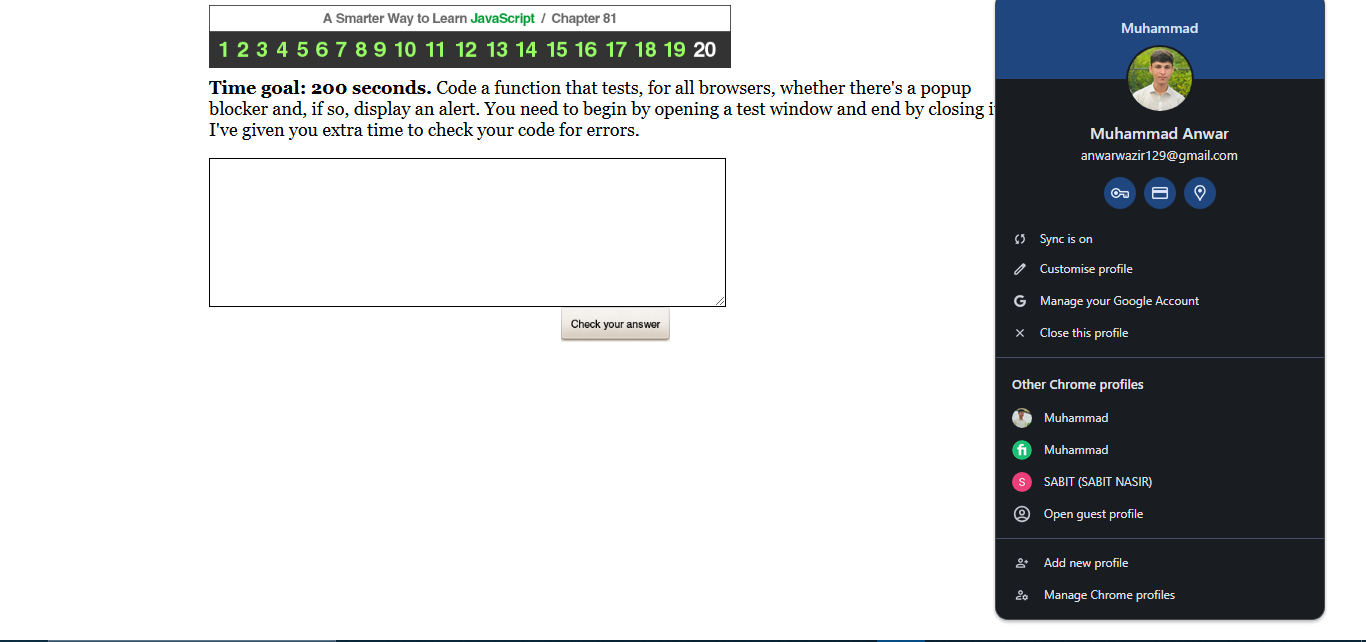 A Smarter Way to Learn JavaScript / Chapter 81
1 2 3 4 5 6 7 8 9 10 11 12 13 14 15 16 17 18 19 20
Time goal: 200 seconds. Code a function that tests, for all browsers, whether there's a popup
blocker and, if so, display an alert. You need to begin by opening a test window and end by closing
I've given you extra time to check your code for errors.
Check your answer
Muhammad
Muhammad Anwar
anwarwazir129@gmail.com
Sync is on
Customise profile
G Manage your Google Account
Close this profile
Other Chrome profiles
Muhammad
fi Muhammad
S SABIT (SABIT NASIR)
Open guest profile
Add new profile
Manage Chrome profiles